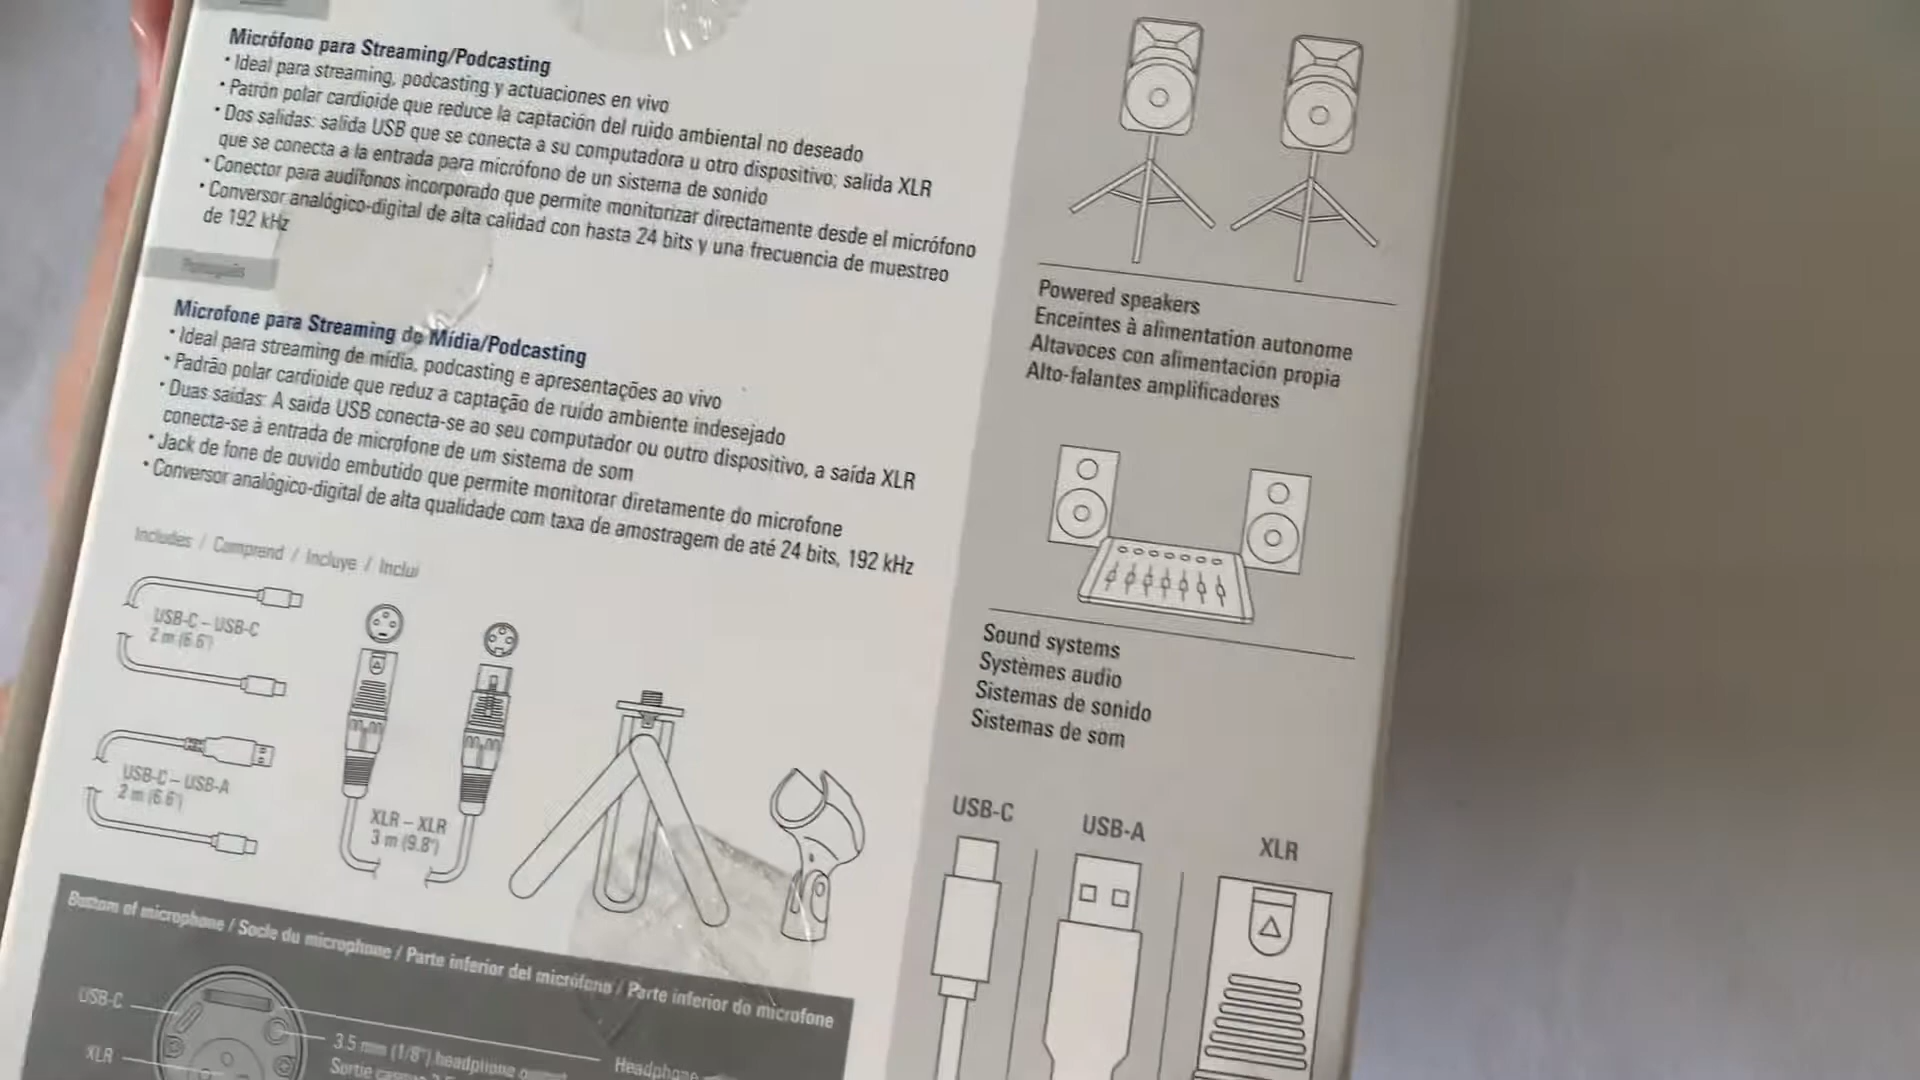 Micrófono para Streaming/Podcasting
• Ideal para streaming, podcasting y actuaciones en vivo
• Patrón polar cardioide que reduce la captación del ruido ambiental no deseado
• Dos salidas: salida USB que se conecta a su computadora u otro dispositivo; salida XLR
que se conecta a la entrada para micrófono de un sistema de sonido
• Conector para audífonos incorporado que permite monitorizar directamente desde el micrófono
• Conversor analógico-digital de alta calidad con hasta 24 bits y una frecuencia de muestreo
de 192 kHz
Português
Microfone para Streaming de Mídia/Podcasting
• Ideal para streaming de mídia, podcasting e apresentações ao vivo
• Padrão polar cardioide que reduz a captação de ruído ambiente indesejado
• Duas saídas: A saída USB conecta-se ao seu computador ou outro dispositivo, a saída XLR
conecta-se à entrada de microfone de um sistema de som
• Jack de fone de ouvido embutido que permite monitorar diretamente do microfone
• Conversor analógico-digital de alta qualidade com taxa de amostragem de até 24 bits, 192 kHz
Includes / Comprend / Incluye / Inclui
USB-C – USB-C
2 m (6.6')
USB-C – USB-A
2 m (6.6')
XLR – XLR
3 m (9.8')
Bottom of microphone / Socle du microphone / Parte inferior del micrófono / Parte inferior do microfone
USB-C
XLR
3.5 mm (1/8") headphone
Sortie
Headphone
Powered speakers
Enceintes à alimentation autonome
Altavoces con alimentación propia
Alto-falantes amplificadores
Sound systems
Systèmes audio
Sistemas de sonido
Sistemas de som
USB-C
USB-A
XLR